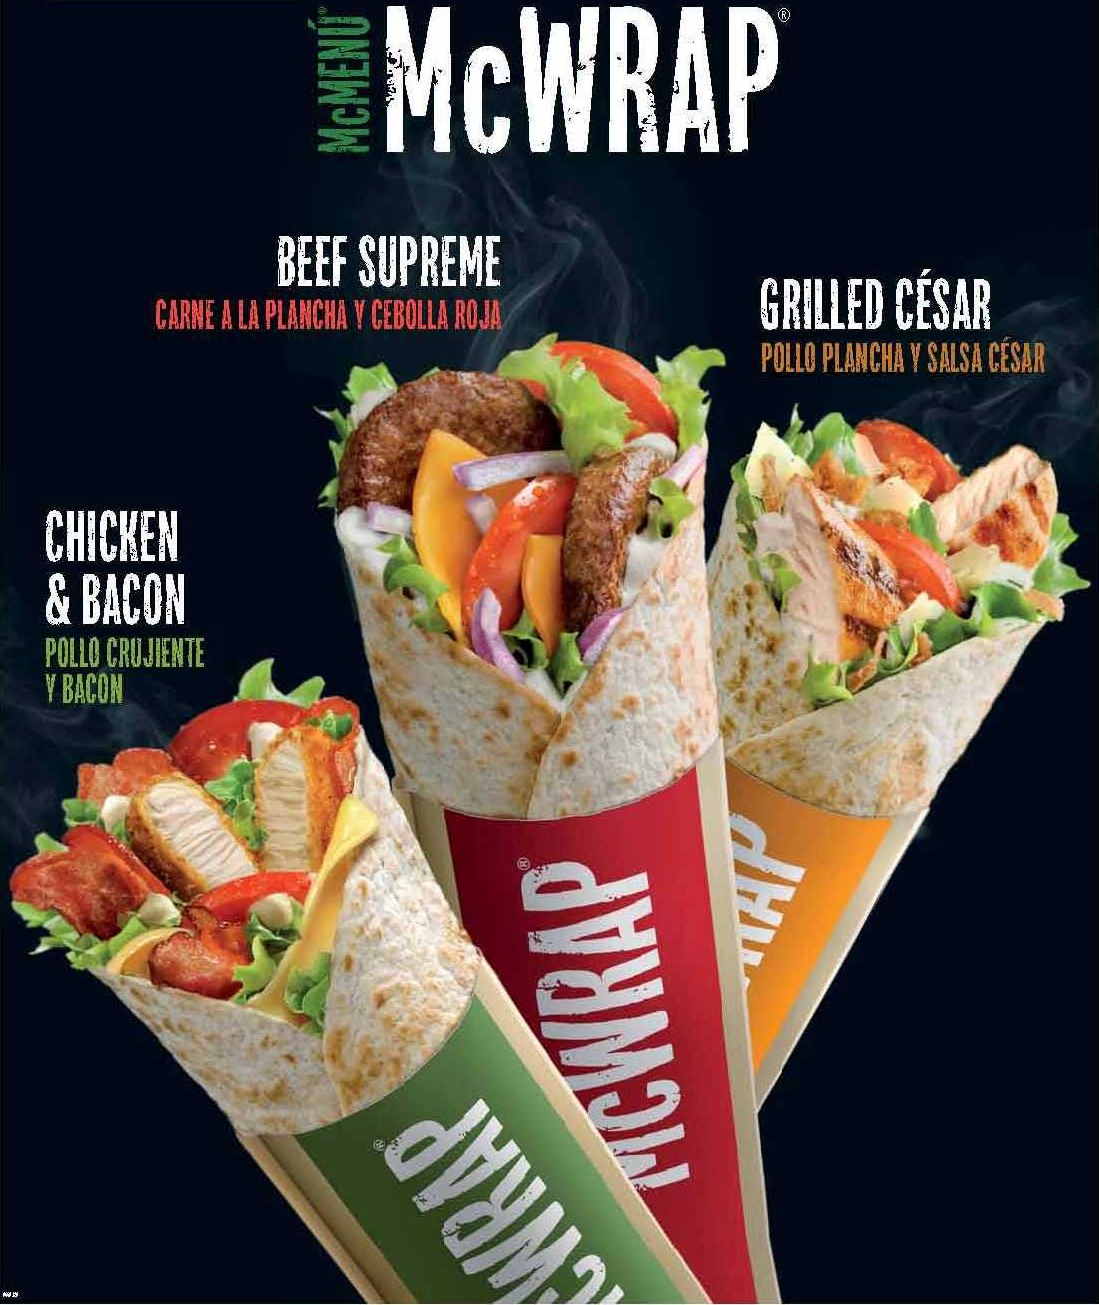 McMENÚ®
McWRAP®
BEEF SUPREME
CARNE A LA PLANCHA Y CEBOLLA ROJA
GRILLED CÉSAR
POLLO PLANCHA Y SALSA CÉSAR
CHICKEN
& BACON
POLLO CRUJIENTE
Y BACON
McWRAP®
McWRAP®
WRAP